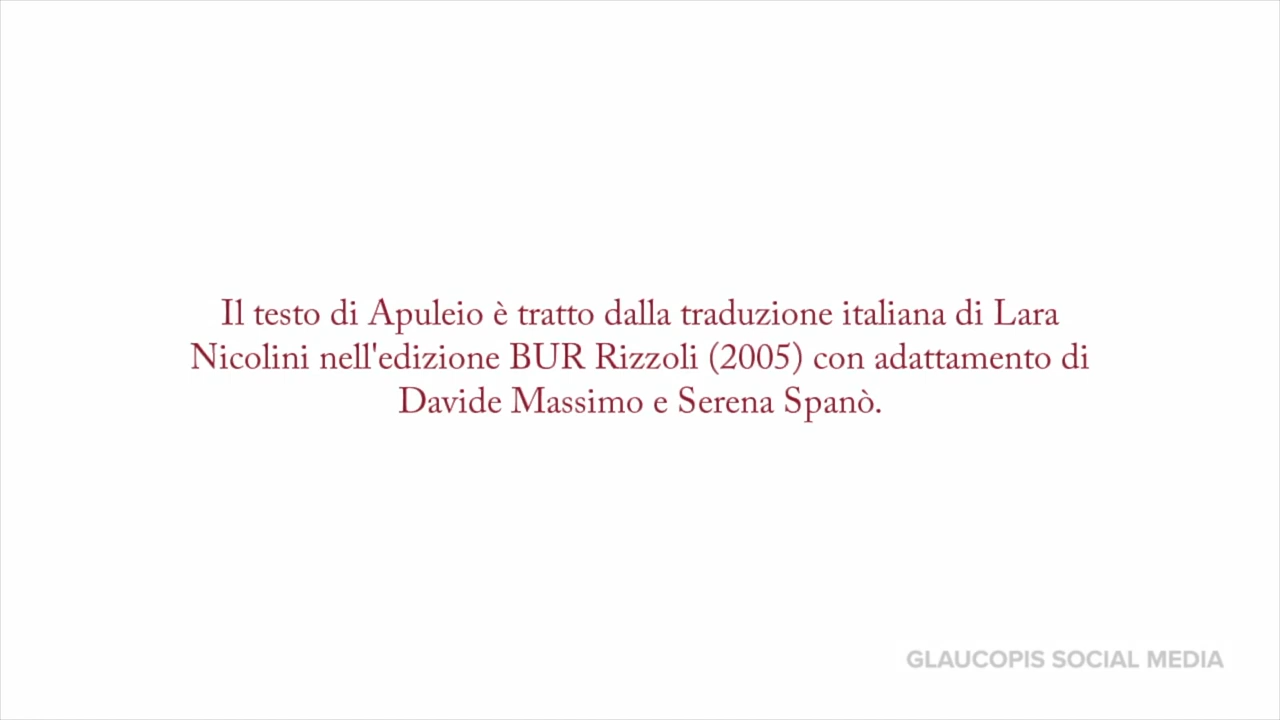 Il testo di Apuleio è tratto dalla traduzione italiana di Lara
Nicolini nell'edizione BUR Rizzoli (2005) con adattamento di
Davide Massimo e Serena Spanò.
GLAUCOPIS SOCIAL MEDIA